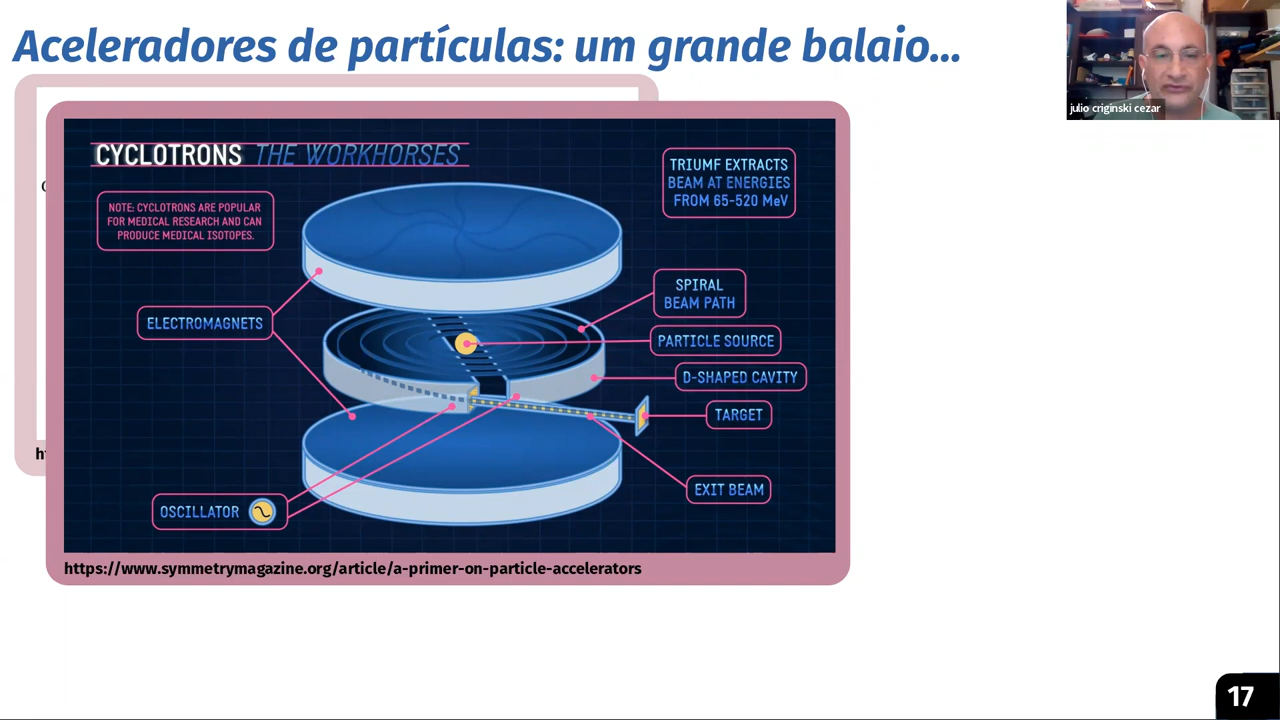 Aceleradores de partículas: um grande balaio...
julio criginski cezar
CYCLOTRONS THE WORKHORSES
TRIUMF EXTRACTS
BEAM AT ENERGIES
FROM 65-520 MeV
NOTE: CYCLOTRONS ARE POPULAR
FOR MEDICAL RESEARCH AND CAN
PRODUCE MEDICAL ISOTOPES.
SPIRAL
BEAM PATH
ELECTROMAGNETS
PARTICLE SOURCE
D-SHAPED CAVITY
TARGET
EXIT BEAM
OSCILLATOR
https://www.symmetrymagazine.org/article/a-primer-on-particle-accelerators
17